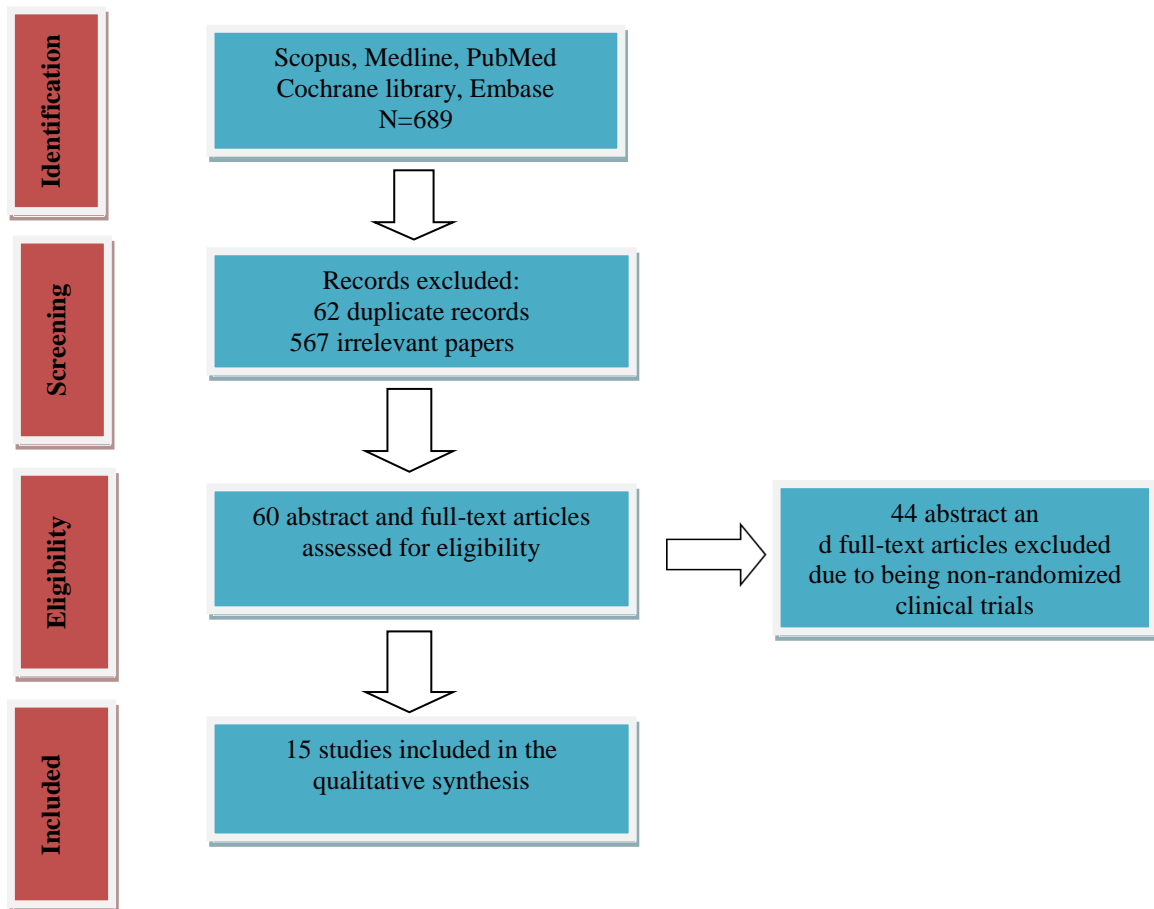 Identification
Scopus, Medline, PubMed
Cochrane library, Embase
N=689
Screening
Records excluded:
62 duplicate records
567 irrelevant papers
Eligibility
60 abstract and full-text articles
assessed for eligibility
44 abstract an
d full-text articles excluded
due to being non-randomized
clinical trials
Included
15 studies included in the
qualitative synthesis